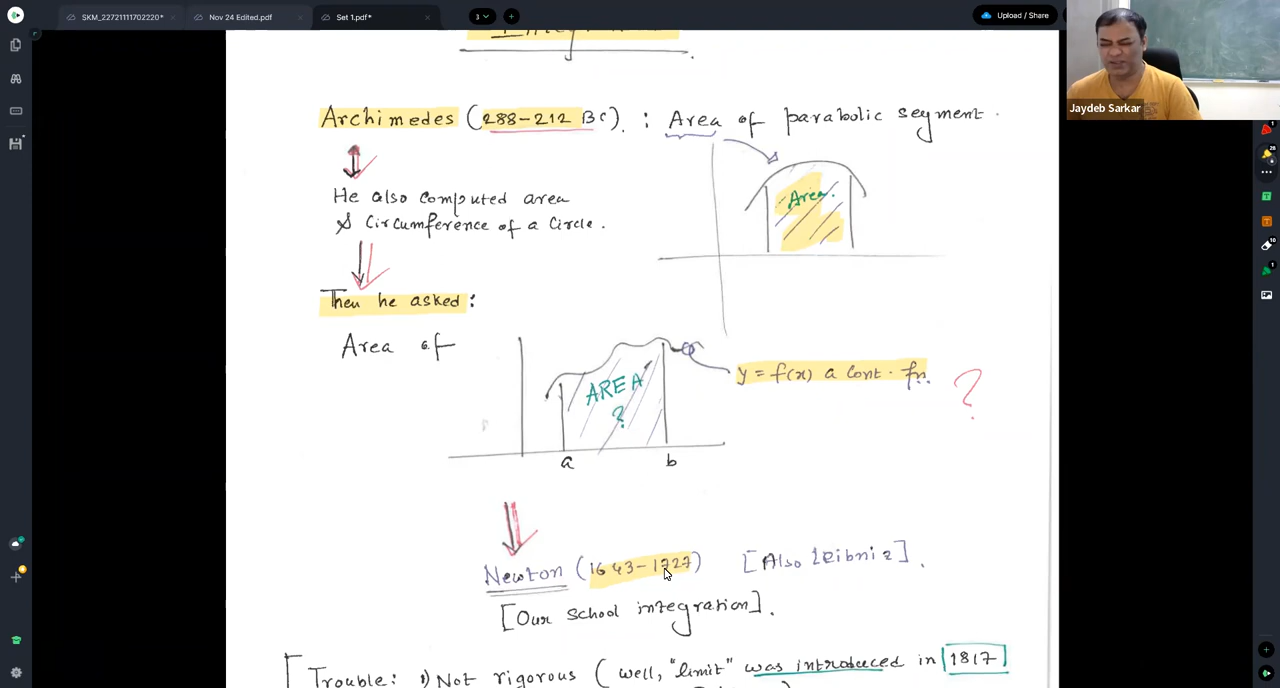 SKM_22721111702220*
Nov 24 Edited.pdf
Set 1.pdf*
3
Upload / Share
Jaydeb Sarkar
Archimedes (288-212 BC). : Area of parabolic segment.
Area.
He also computed area
& Circumference of a Circle.
Then he asked:
Area of
AREA
?
y = f(x) a Cont. fn.
?
a b
Newton (1643-1727) [Also Leibniz].
[Our school integration].
[Trouble: 1) Not rigorous (well, "limit" was introduced in 1817